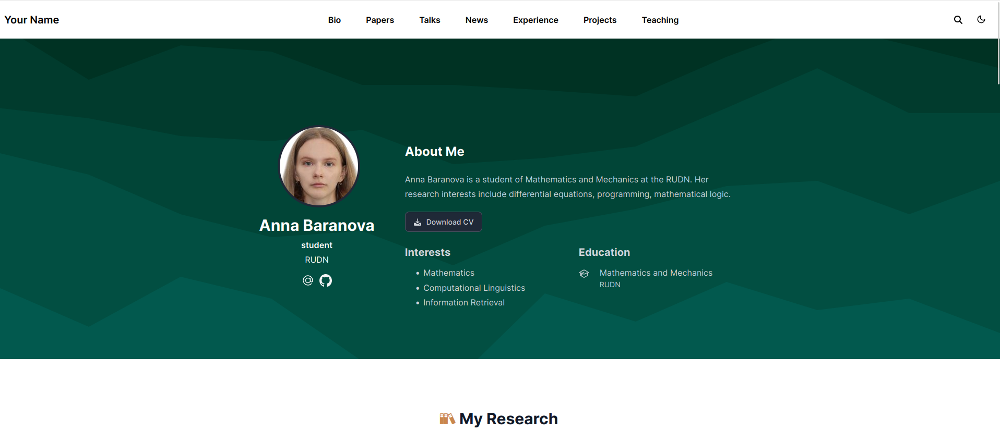 Your Name
Bio
Papers
Talks
News
Experience
Projects
Teaching
Anna Baranova
student
RUDN
About Me
Anna Baranova is a student of Mathematics and Mechanics at the RUDN. Her
research interests include differential equations, programming, mathematical logic.
Download CV
Interests
Mathematics
Computational Linguistics
Information Retrieval
Education
Mathematics and Mechanics
RUDN
My Research